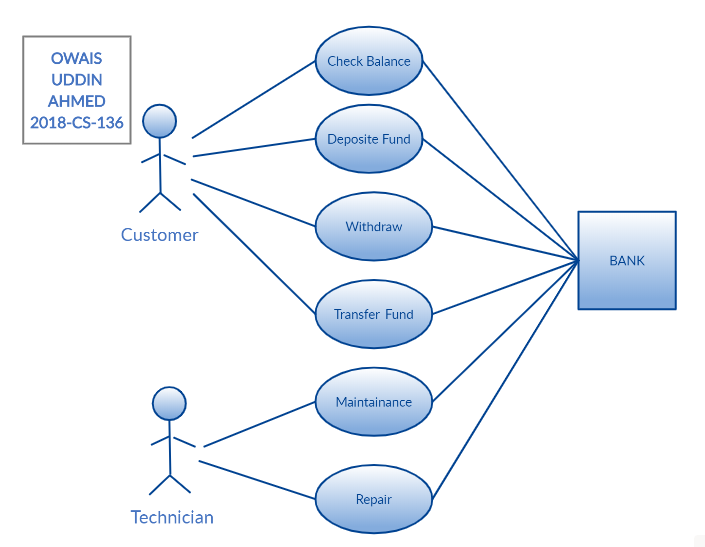 OWAIS
UDDIN
AHMED
2018-CS-136
Check Balance
Deposite Fund
Customer
Withdraw
BANK
Transfer Fund
Maintainance
Technician
Repair